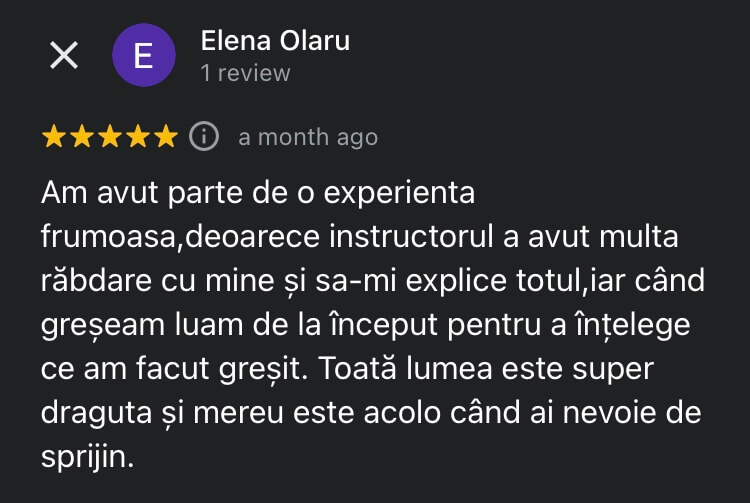 E
Elena Olaru
1 review
a month ago
Am avut parte de o experienta
frumoasa,deoarece instructorul a avut multa
răbdare cu mine și sa-mi explice totul,iar când
greșeam luam de la început pentru a înțelege
ce am facut greșit. Toată lumea este super
draguta și mereu este acolo când ai nevoie de
sprijin.